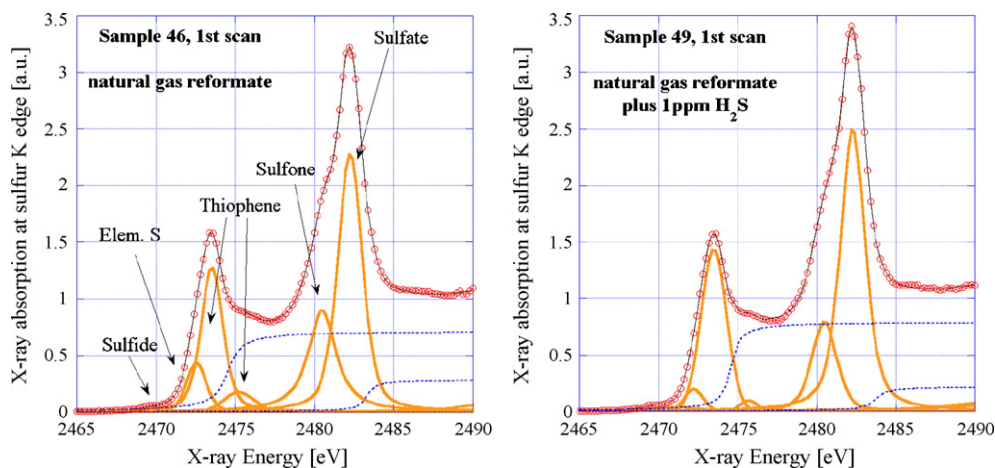 X-ray absorption at sulfur K edge [a.u.]
3.5
3
2.5
2
1.5
1
0.5
0
Sample 46, 1st scan
natural gas reformate
Sulfate
Sulfone
Thiophene
Elem. S
Sulfide
2465 2470 2475 2480 2485 2490
X-ray Energy [eV]
X-ray absorption at sulfur K edge [a.u.]
3.5
3
2.5
2
1.5
1
0.5
0
Sample 49, 1st scan
natural gas reformate
plus 1ppm H₂S
2465 2470 2475 2480 2485 2490
X-ray Energy [eV]